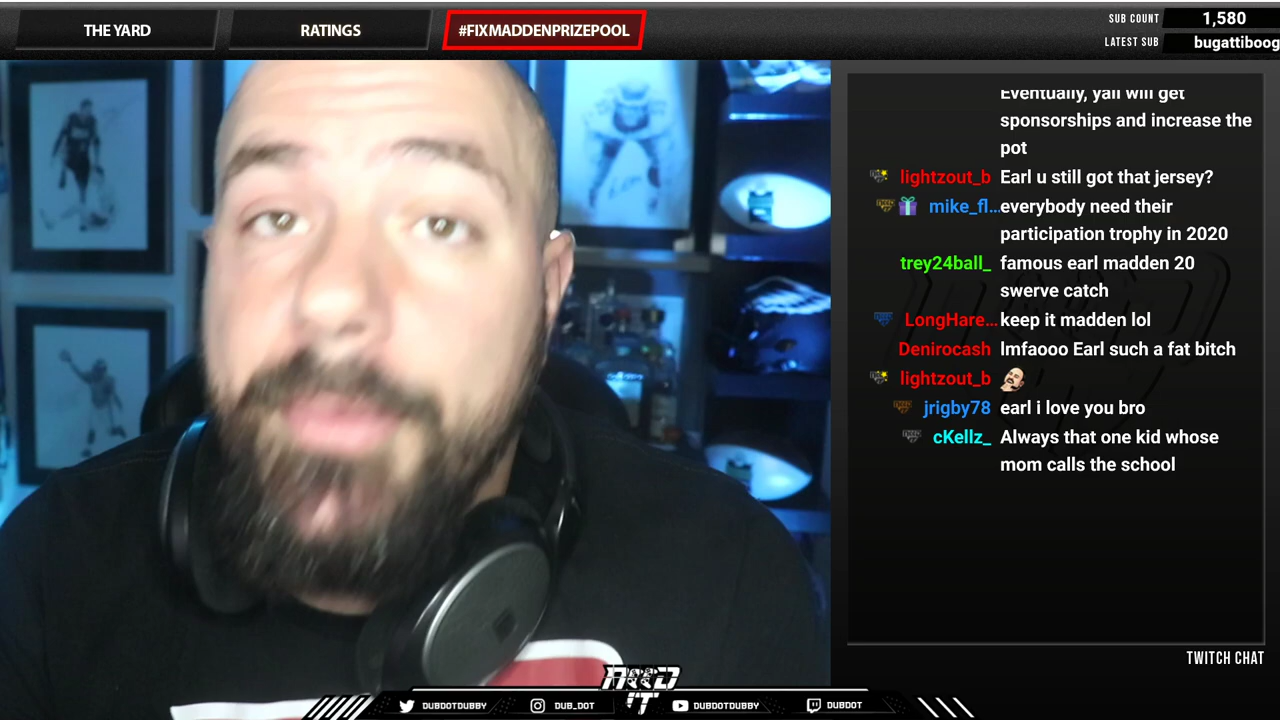 THE YARD
RATINGS
#FIXMADDENPRIZEPOOL
SUB COUNT
1,580
LATEST SUB
bugattiboog
Eventually, yall will get
sponsorships and increase the
pot
lightzout_b Earl u still got that jersey?
mike_fl… everybody need their
participation trophy in 2020
trey24ball_ famous earl madden 20
swerve catch
LongHare… keep it madden lol
Denirocash lmfaooo Earl such a fat bitch
lightzout_b
jrigby78 earl i love you bro
cKellz_ Always that one kid whose
mom calls the school
TWITCH CHAT
DUBDOTDUBBY
DUB_DOT
IT
DUBDOTDUBBY
DUBDOT